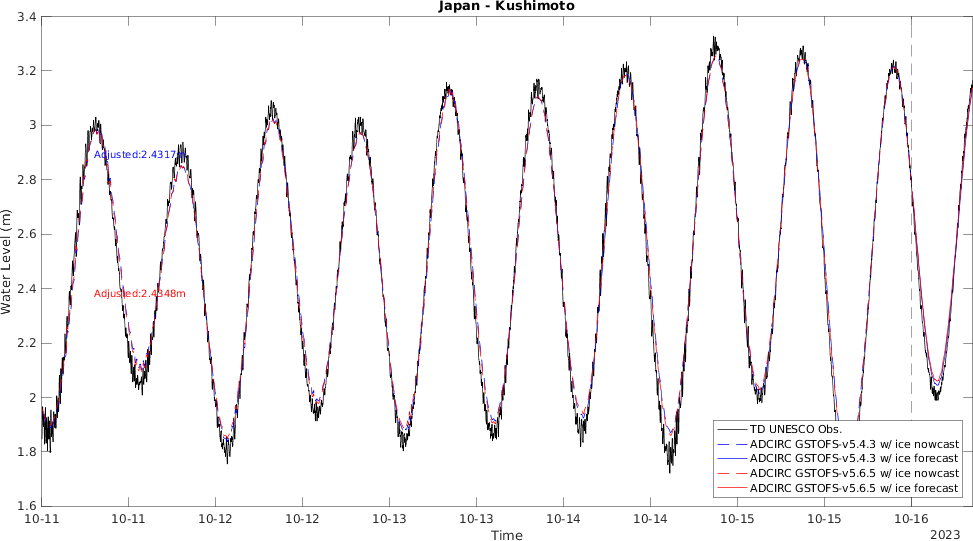 Japan - Kushimoto
Water Level (m)
3.4
3.2
3
2.8
2.6
2.4
2.2
2
1.8
1.6
Adjusted:2.4317m
Adjusted:2.4348m
TD UNESCO Obs.
ADCIRC GSTOFS-v5.4.3 w/ ice nowcast
ADCIRC GSTOFS-v5.4.3 w/ ice forecast
ADCIRC GSTOFS-v5.6.5 w/ ice nowcast
ADCIRC GSTOFS-v5.6.5 w/ ice forecast
10-11 10-11 10-12 10-12 10-13 10-13 10-14 10-14 10-15 10-15 10-16
Time
2023